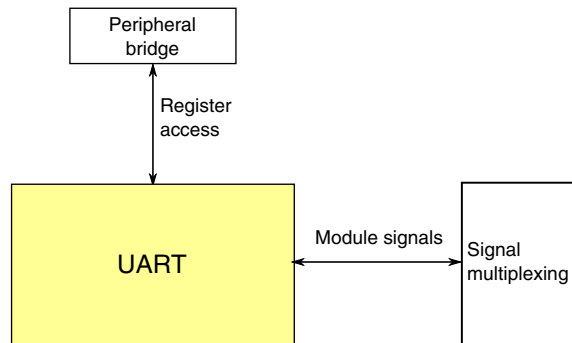 Peripheral
bridge
Register
access
UART
Module signals
Signal
multiplexing